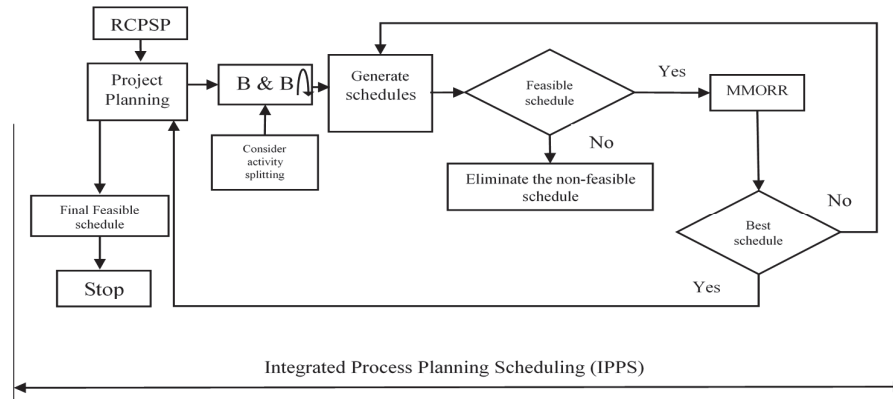 RCPSP
Project
Planning
B & B
Generate
schedules
Feasible
schedule
Yes
MMORR
No
Consider
activity
splitting
Eliminate the non-feasible
schedule
Final Feasible
schedule
Best
schedule
No
Stop
Yes
Integrated Process Planning Scheduling (IPPS)